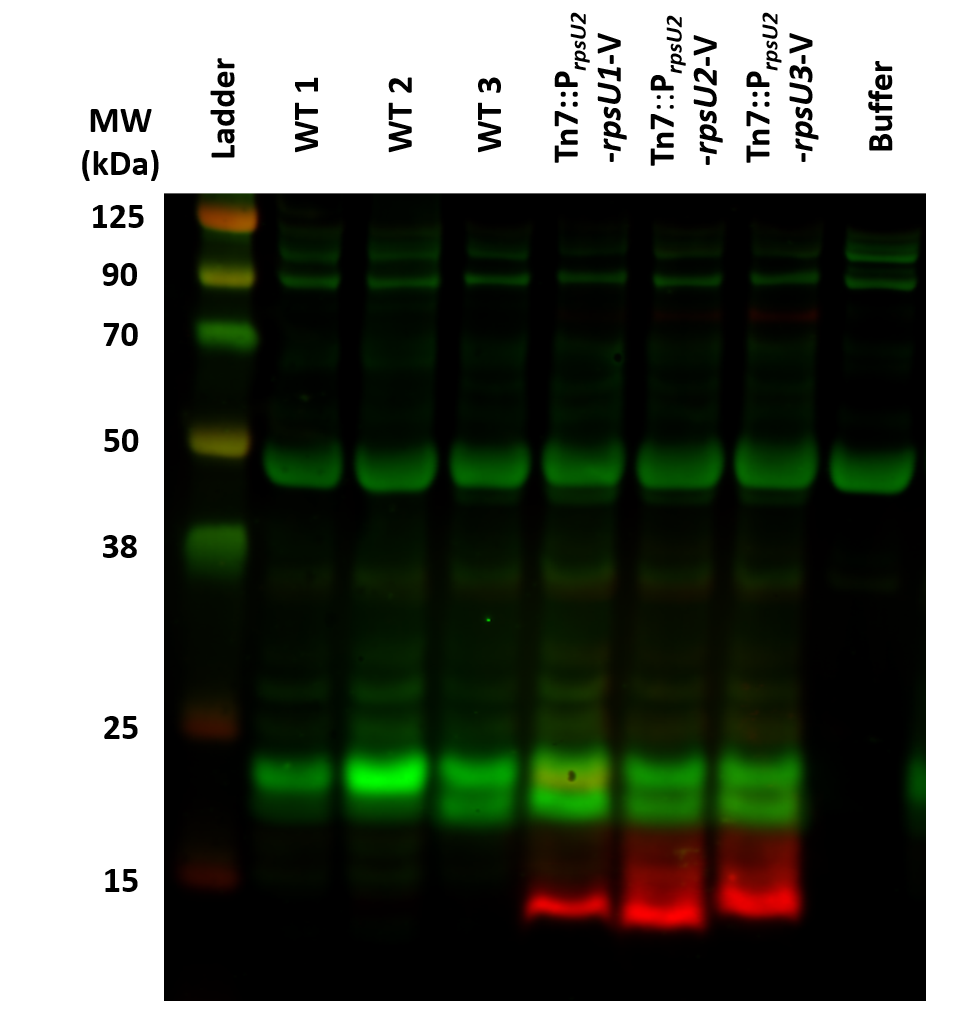 MW
(kDa)
Ladder
WT 1
WT 2
WT 3
Tn7::PrpsU2
-rpsU1-V
Tn7::PrpsU2
-rpsU2-V
Tn7::PrpsU2
-rpsU3-V
Buffer
125
90
70
50
38
25
15